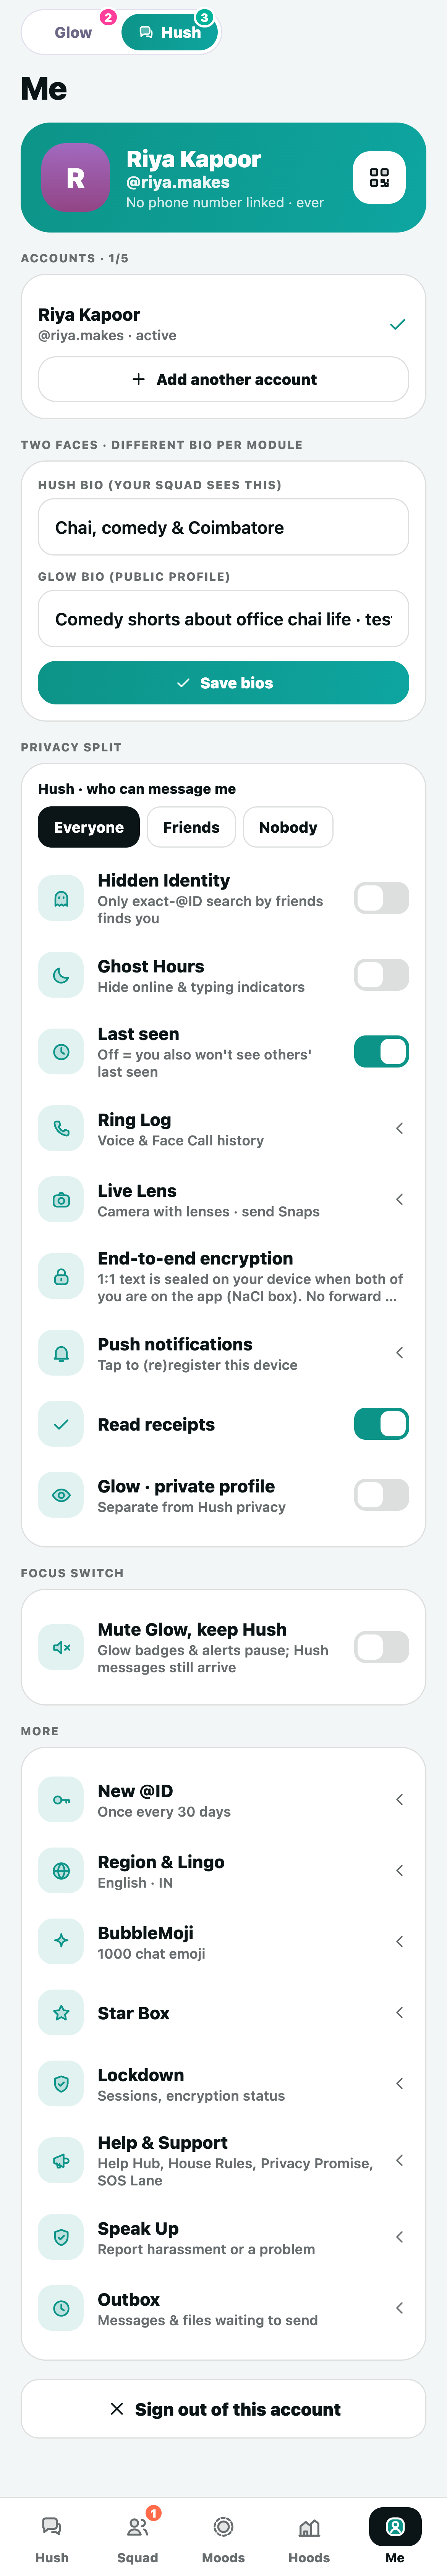 Glow 2
Hush 3
Me
R
Riya Kapoor
@riya.makes
No phone number linked · ever
ACCOUNTS · 1/5
Riya Kapoor
@riya.makes · active
Add another account
TWO FACES · DIFFERENT BIO PER MODULE
HUSH BIO (YOUR SQUAD SEES THIS)
Chai, comedy & Coimbatore
GLOW BIO (PUBLIC PROFILE)
Comedy shorts about office chai life · tes
Save bios
PRIVACY SPLIT
Hush · who can message me
Everyone
Friends
Nobody
Hidden Identity
Only exact-@ID search by friends
finds you
Ghost Hours
Hide online & typing indicators
Last seen
Off = you also won't see others'
last seen
Ring Log
Voice & Face Call history
Live Lens
Camera with lenses · send Snaps
End-to-end encryption
1:1 text is sealed on your device when both of
you are on the app (NaCl box). No forward ...
Push notifications
Tap to (re)register this device
Read receipts
Glow · private profile
Separate from Hush privacy
FOCUS SWITCH
Mute Glow, keep Hush
Glow badges & alerts pause; Hush
messages still arrive
MORE
New @ID
Once every 30 days
Region & Lingo
English · IN
BubbleMoji
1000 chat emoji
Star Box
Lockdown
Sessions, encryption status
Help & Support
Help Hub, House Rules, Privacy Promise,
SOS Lane
Speak Up
Report harassment or a problem
Outbox
Messages & files waiting to send
Sign out of this account
1
Hush
Squad
Moods
Hoods
Me